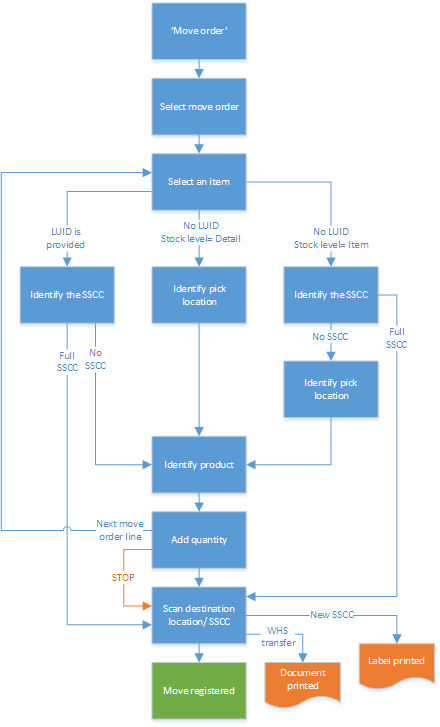 'Move order'
Select move order
Select an item
LUID is
provided
No LUID
Stock level= Detail
No LUID
Stock level= Item
Identify the SSCC
Identify pick
location
Identify the SSCC
Full
SSCC
No
SSCC
No SSCC
Full
SSCC
Identify pick
location
Identify product
Next move
order line
Add quantity
STOP
Scan destination
location/ SSCC
New SSCC
WHS
transfer
Label printed
Move registered
Document
printed